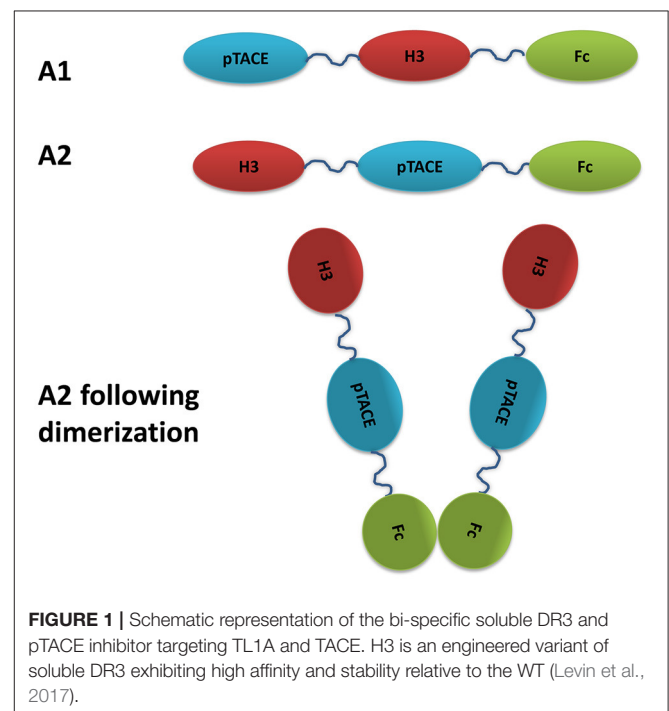 A1
pTACE H3 Fc
A2
H3 pTACE Fc
H3 H3
pTACE pTACE
A2 following
dimerization
Fc Fc
FIGURE 1 | Schematic representation of the bi-specific soluble DR3 and
pTACE inhibitor targeting TL1A and TACE. H3 is an engineered variant of
soluble DR3 exhibiting high affinity and stability relative to the WT (Levin et al.,
2017).